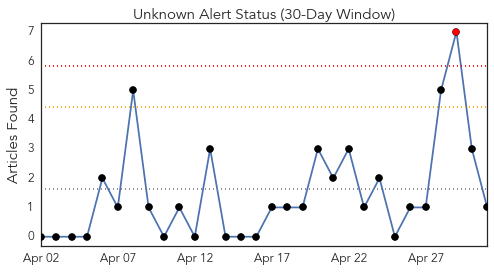 Unknown Alert Status (30-Day Window)
Articles Found
7
6
5
4
3
2
1
0
Apr 02
Apr 07
Apr 12
Apr 17
Apr 22
Apr 27